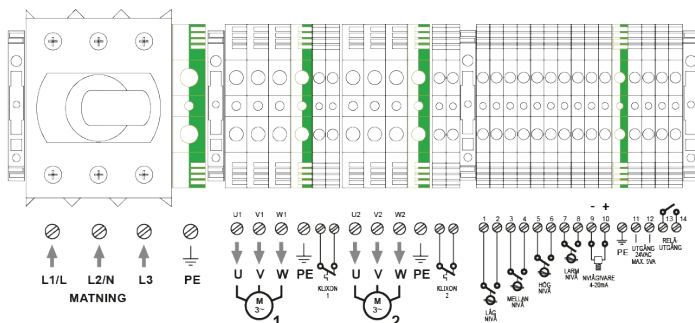 U1 V1 W1 U2 V2 W2 1 2 3 4 5 6 7 8 9 10 11 12 13 14
- +
L1/L L2/N L3 PE
MATNING
U V W PE
KLIXON
1
M
3~
1
U V W PE
KLIXON
2
M
3~
2
LÅG
NIVÅ
MELLAN
NIVÅ
HÖG
NIVÅ
LARM
NIVÅ
NIVÅGIVARE
4-20mA
PE
UTGÅNG
24VAC
MAX. 5VA
RELÄ-
UTGÅNG